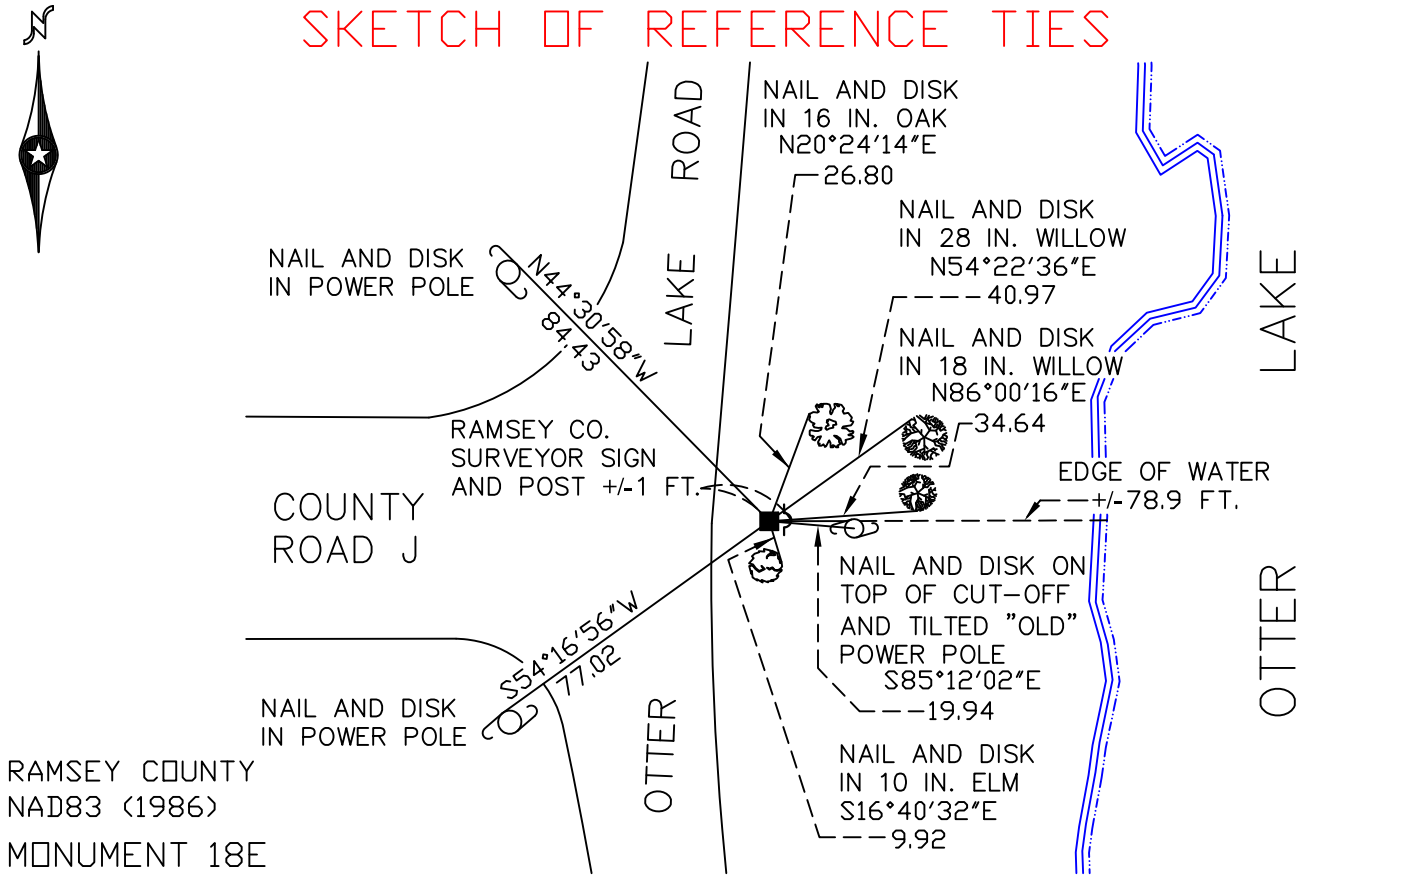 N
SKETCH OF REFERENCE TIES
NAIL AND DISK
IN 16 IN. OAK
N20°24'14"E
26.80
ROAD
LAKE
NAIL AND DISK
IN 28 IN. WILLOW
N54°22'36"E
40.97
NAIL AND DISK
IN POWER POLE
N44°30'58"W
84.43
NAIL AND DISK
IN 18 IN. WILLOW
N86°00'16"E
34.64
LAKE
RAMSEY CO.
SURVEYOR SIGN
AND POST +/-1 FT.
EDGE OF WATER
+/-78.9 FT.
COUNTY
ROAD J
NAIL AND DISK ON
TOP OF CUT-OFF
AND TILTED "OLD"
POWER POLE
S85°12'02"E
19.94
OTTER
S54°16'56"W
77.02
NAIL AND DISK
IN POWER POLE
OTTER
NAIL AND DISK
IN 10 IN. ELM
S16°40'32"E
9.92
RAMSEY COUNTY
NAD83 (1986)
MONUMENT 18E